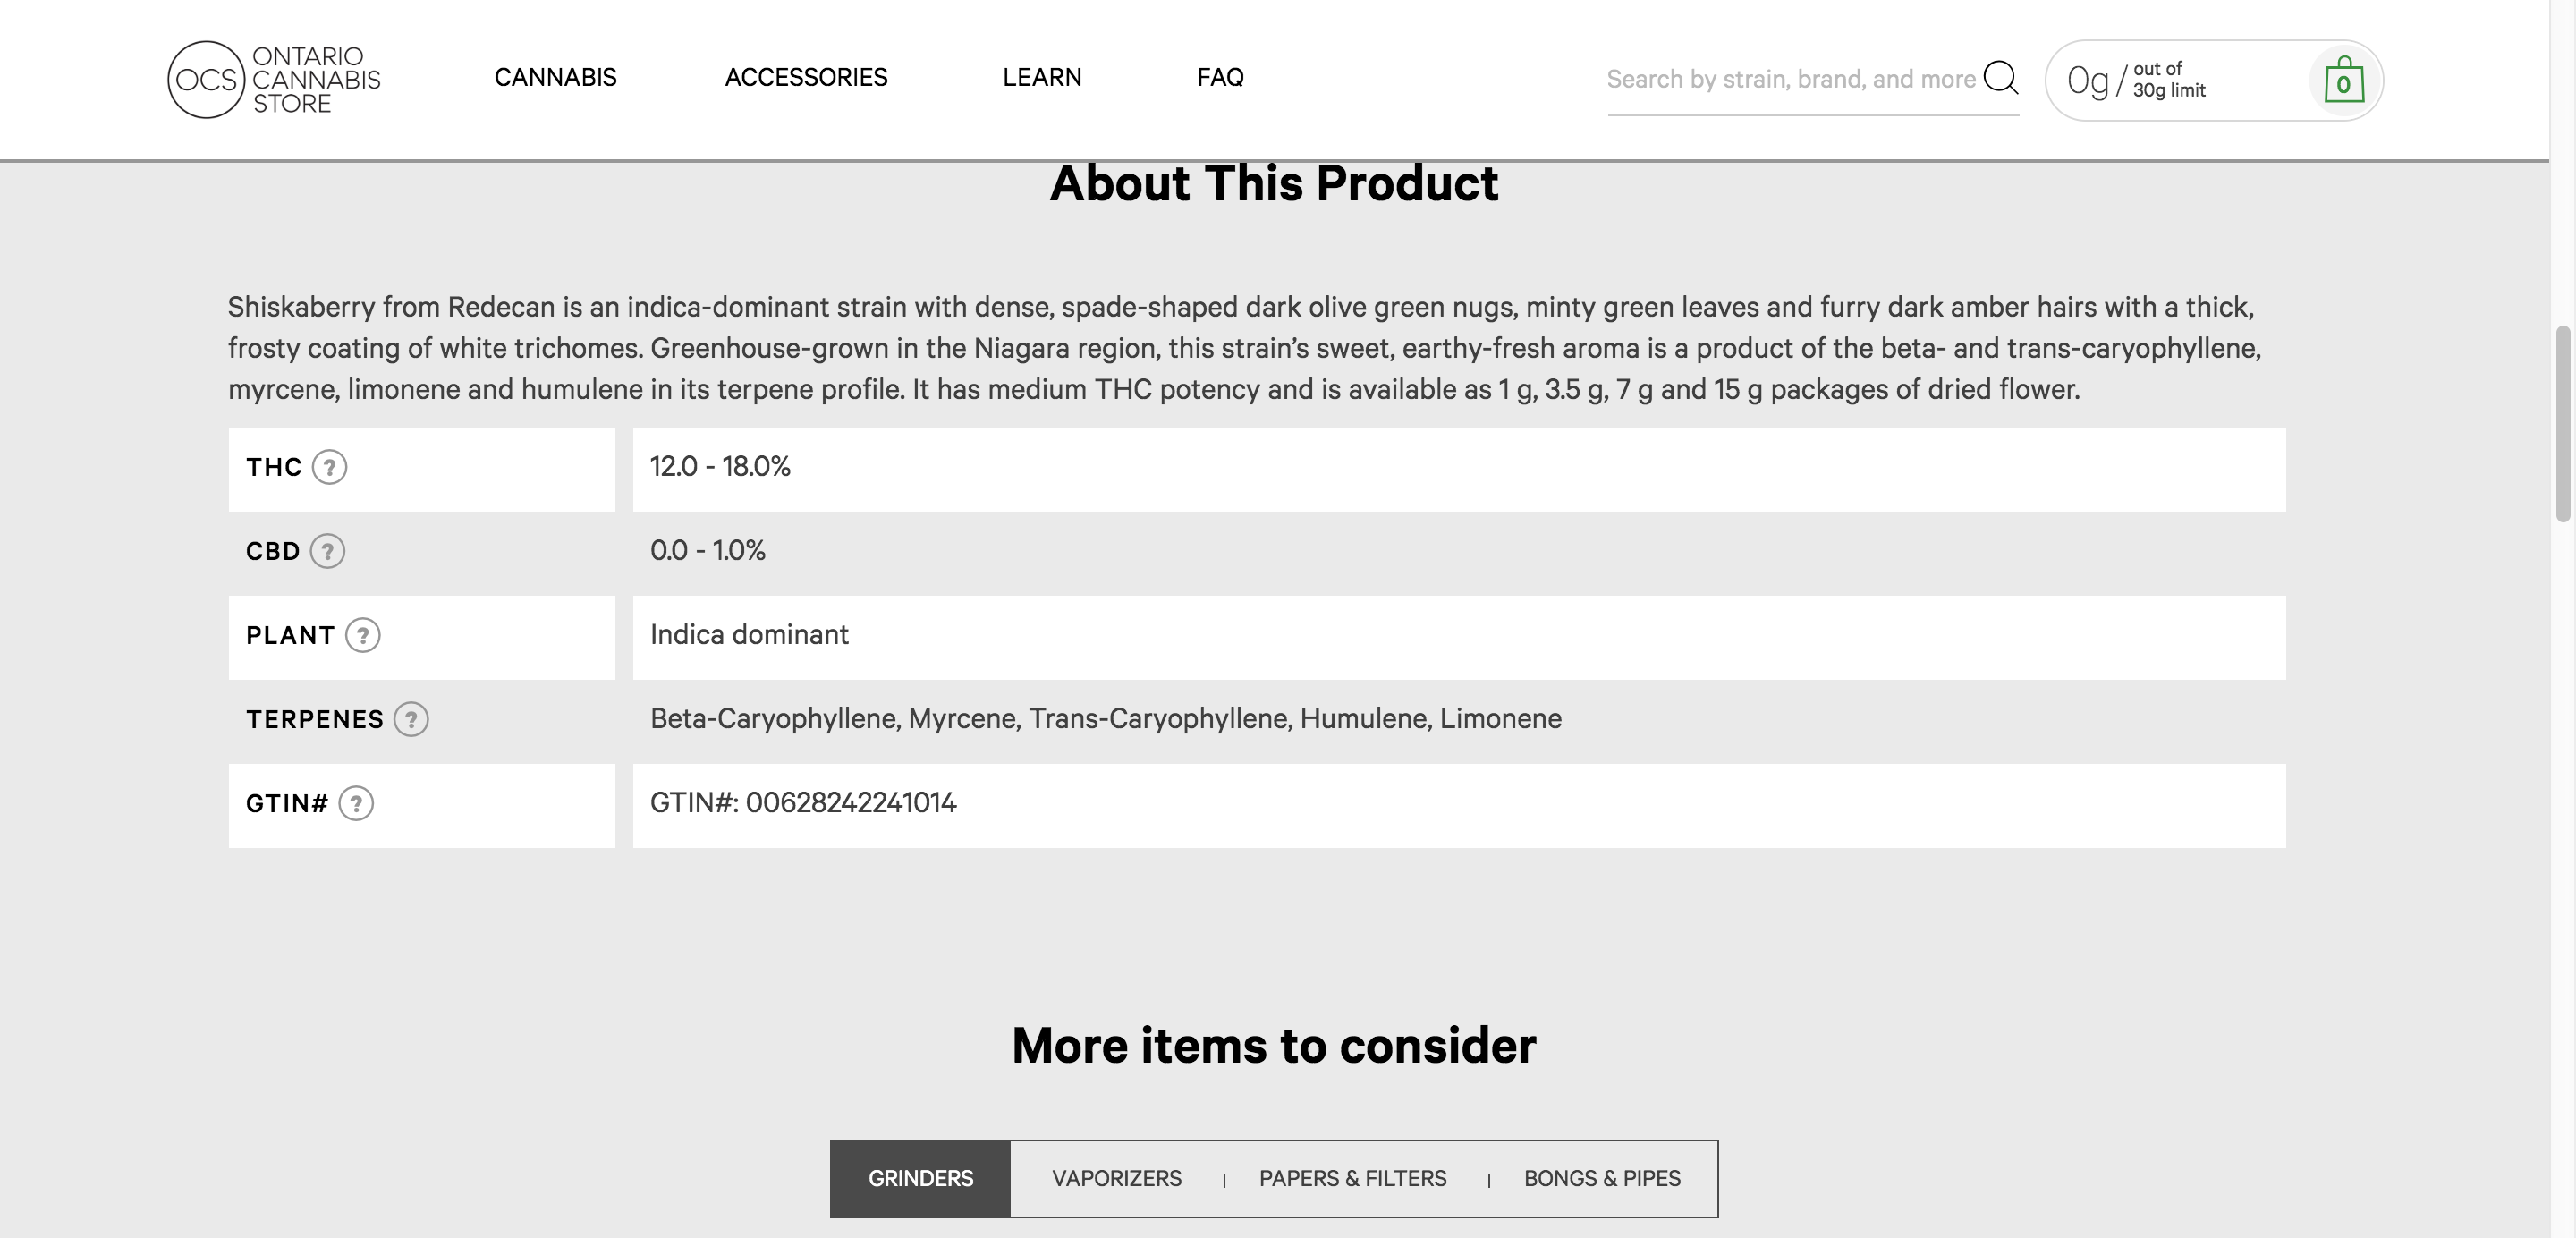 OCS
ONTARIO
CANNABIS
STORE
CANNABIS
ACCESSORIES
LEARN
FAQ
Search by strain, brand, and more
0g / out of
30g limit
0
About This Product
Shiskaberry from Redecan is an indica-dominant strain with dense, spade-shaped dark olive green nugs, minty green leaves and furry dark amber hairs with a thick,
frosty coating of white trichomes. Greenhouse-grown in the Niagara region, this strain’s sweet, earthy-fresh aroma is a product of the beta- and trans-caryophyllene,
myrcene, limonene and humulene in its terpene profile. It has medium THC potency and is available as 1 g, 3.5 g, 7 g and 15 g packages of dried flower.
THC ? 12.0 - 18.0%
CBD ? 0.0 - 1.0%
PLANT ? Indica dominant
TERPENES ? Beta-Caryophyllene, Myrcene, Trans-Caryophyllene, Humulene, Limonene
GTIN# ? GTIN#: 00628242241014
More items to consider
GRINDERS VAPORIZERS | PAPERS & FILTERS | BONGS & PIPES